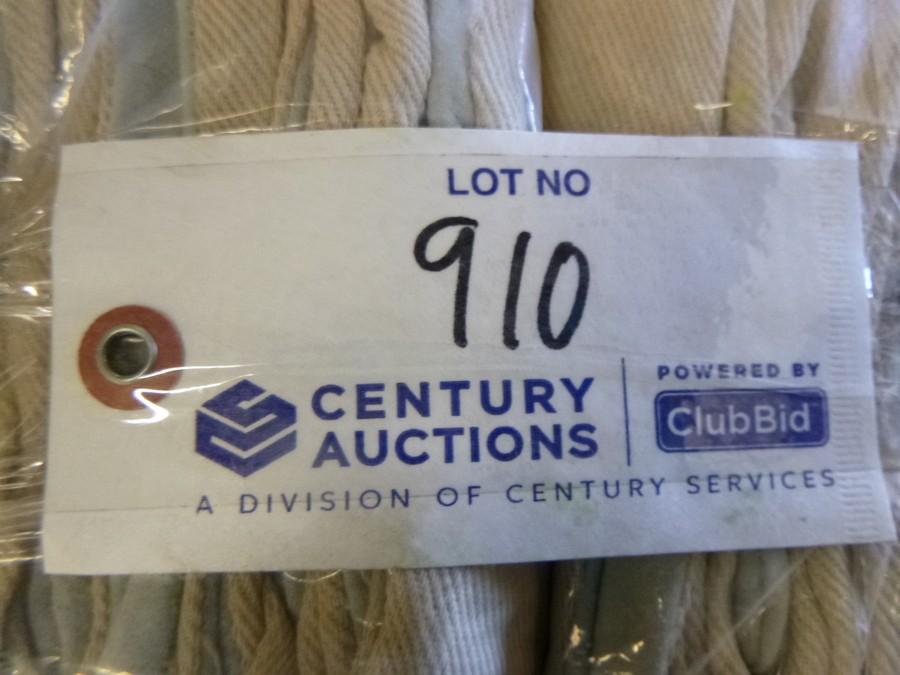 LOT NO
910
CENTURY
AUCTIONS
POWERED BY
ClubBid
A DIVISION OF CENTURY SERVICES